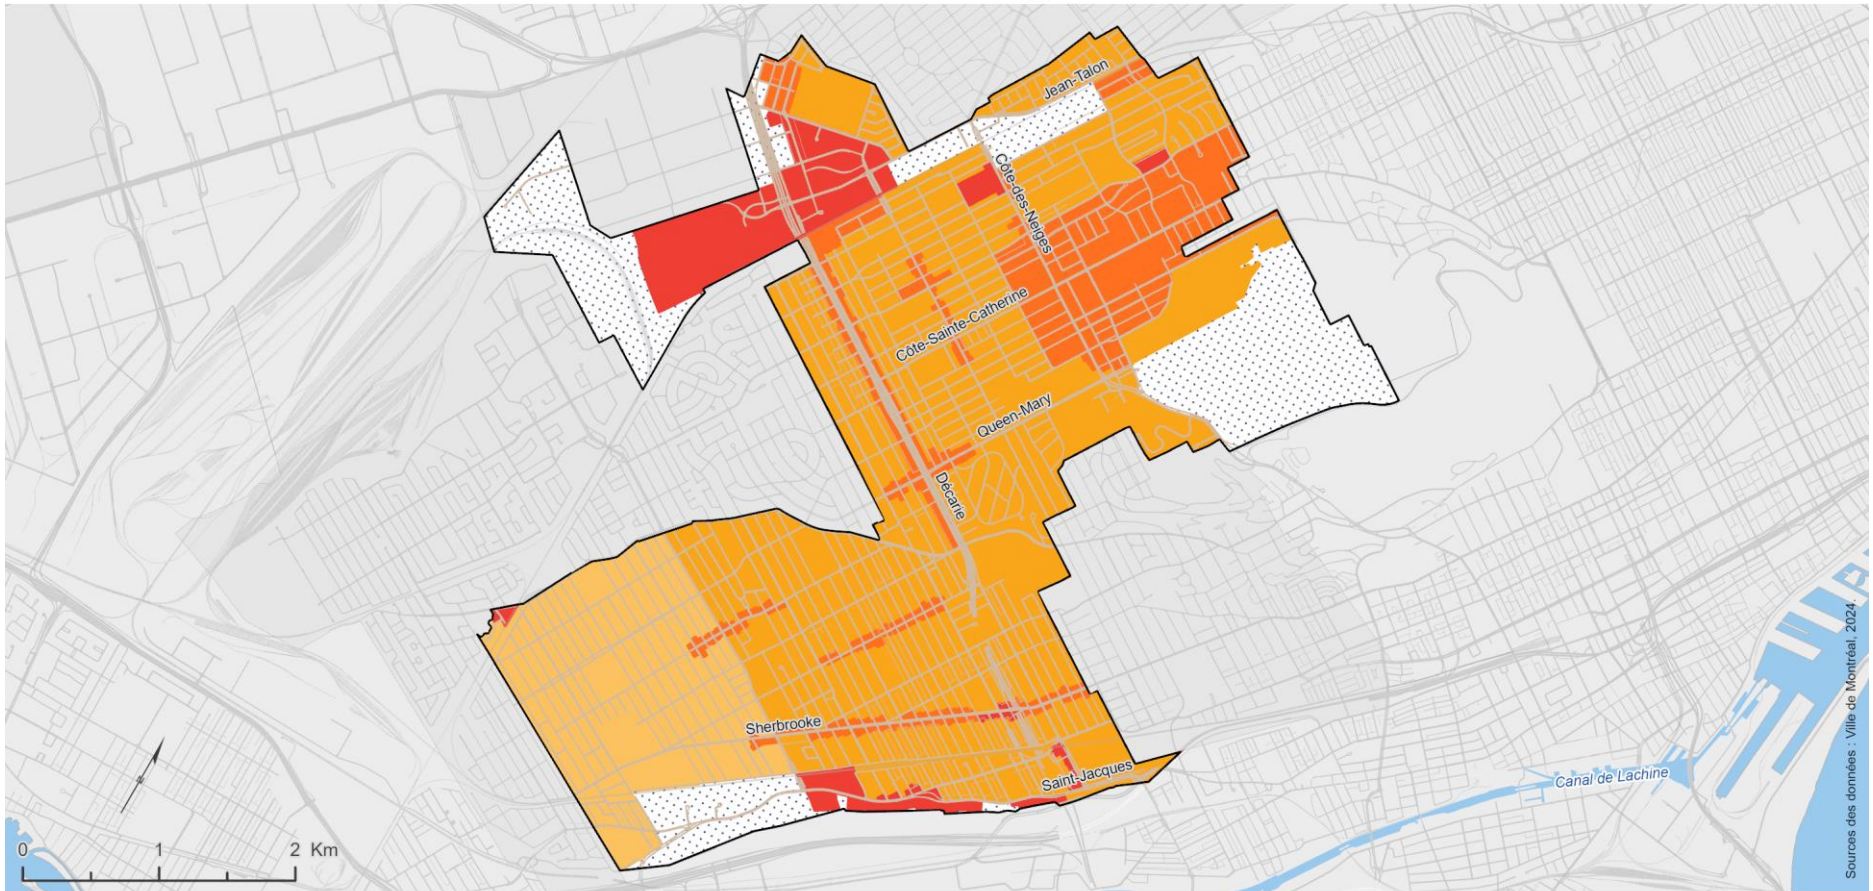 Jean-Talon
Côte-des-Neiges
Côte-Sainte-Catherine
Queen-Mary
Décarie
Sherbrooke
Saint-Jacques
Canal de Lachine
N
0 1 2 Km
Sources des données : Ville de Montréal, 2024.